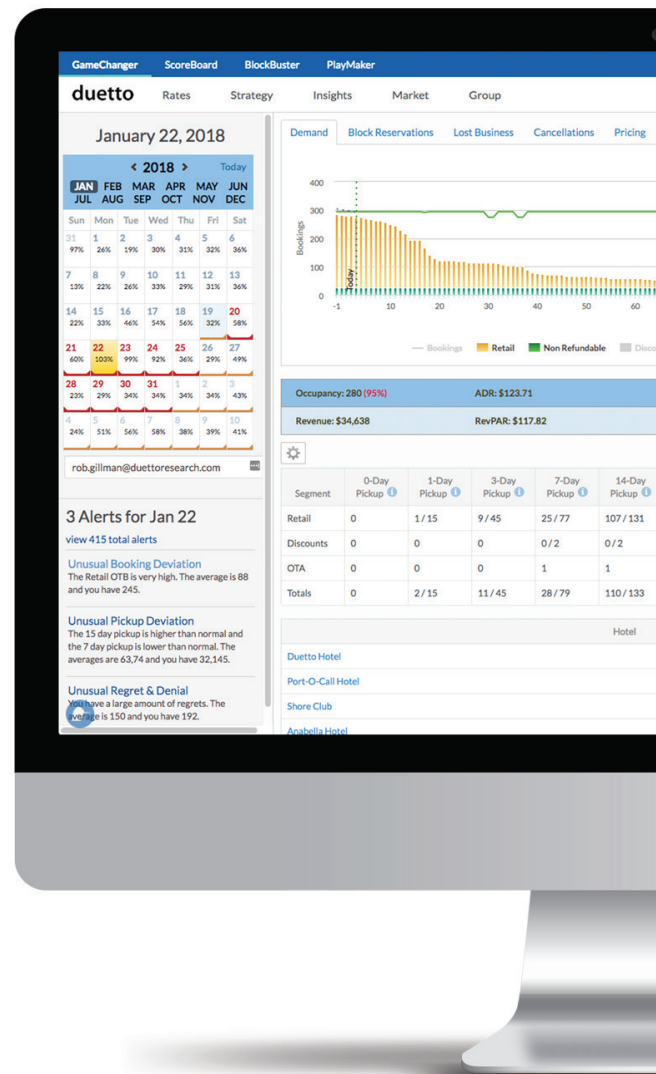 GameChanger ScoreBoard BlockBuster PlayMaker
duetto Rates Strategy Insights Market Group
January 22, 2018
< 2018 > Today
JAN FEB MAR APR MAY JUN
JUL AUG SEP OCT NOV DEC
Sun Mon Tue Wed Thu Fri Sat
31 1 2 3 4 5 6
97% 26% 19% 30% 31% 32% 36%
7 8 9 10 11 12 13
13% 22% 26% 33% 29% 31% 36%
14 15 16 17 18 19 20
22% 33% 46% 54% 56% 32% 58%
21 22 23 24 25 26 27
60% 103% 99% 92% 36% 29% 49%
28 29 30 31 1 2 3
23% 29% 34% 34% 34% 34% 43%
4 5 6 7 8 9 10
24% 51% 56% 58% 38% 39% 41%
rob.gillman@duettoresearch.com
3 Alerts for Jan 22
view 415 total alerts
Unusual Booking Deviation
The Retail OTB is very high. The average is 88
and you have 245.
Unusual Pickup Deviation
The 15 day pickup is higher than normal and
the 7 day pickup is lower than normal. The
averages are 63,74 and you have 32,145.
Unusual Regret & Denial
You have a large amount of regrets. The
average is 150 and you have 192.
Demand Block Reservations Lost Business Cancellations Pricing
400
300
200
100
0
Bookings
Today
-1 10 20 30 40 50 60
Bookings Retail Non Refundable Disco
Occupancy: 280 (95%) ADR: $123.71
Revenue: $34,638 RevPAR: $117.82
0-Day 1-Day 3-Day 7-Day 14-Day
Segment Pickup Pickup Pickup Pickup Pickup
Retail 0 1 / 15 9 / 45 25 / 77 107 / 131
Discounts 0 0 0 0 / 2 0 / 2
OTA 0 0 0 1 1
Totals 0 2 / 15 11 / 45 28 / 79 110 / 133
Hotel
Duetto Hotel
Port-O-Call Hotel
Shore Club
Anabella Hotel